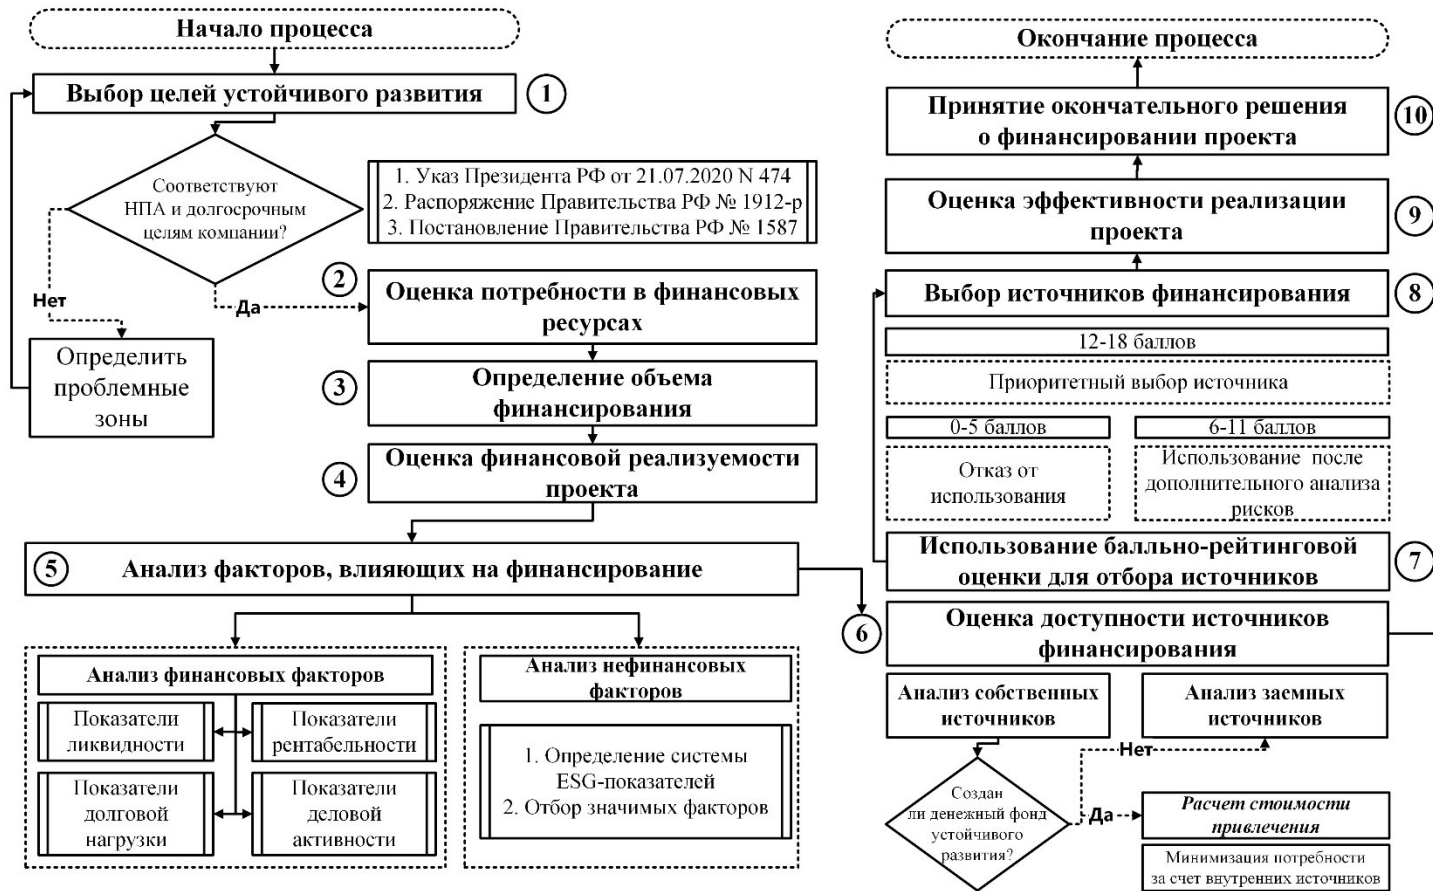 Начало процесса
Выбор целей устойчивого развития
1
Соответствуют
НПА и долгосрочным
целям компании?
1. Указ Президента РФ от 21.07.2020 N 474
2. Распоряжение Правительства РФ № 1912-р
3. Постановление Правительства РФ № 1587
Нет
Да
Определить
проблемные
зоны
2
Оценка потребности в финансовых
ресурсах
3
Определение объема
финансирования
4
Оценка финансовой реализуемости
проекта
5
Анализ факторов, влияющих на финансирование
Анализ финансовых факторов
Показатели
ликвидности
Показатели
рентабельности
Показатели
долговой
нагрузки
Показатели
деловой
активности
Анализ нефинансовых
факторов
1. Определение системы
ESG-показателей
2. Отбор значимых факторов
Окончание процесса
Принятие окончательного решения
о финансировании проекта
10
Оценка эффективности реализации
проекта
9
Выбор источников финансирования
8
12-18 баллов
Приоритетный выбор источника
0-5 баллов
Отказ от
использования
6-11 баллов
Использование после
дополнительного анализа
рисков
Использование балльно-рейтинговой
оценки для отбора источников
7
6
Оценка доступности источников
финансирования
Анализ собственных
источников
Анализ заемных
источников
Нет
Создан
ли денежный фонд
устойчивого
развития?
Да
Расчет стоимости
привлечения
Минимизация потребности
за счет внутренних источников